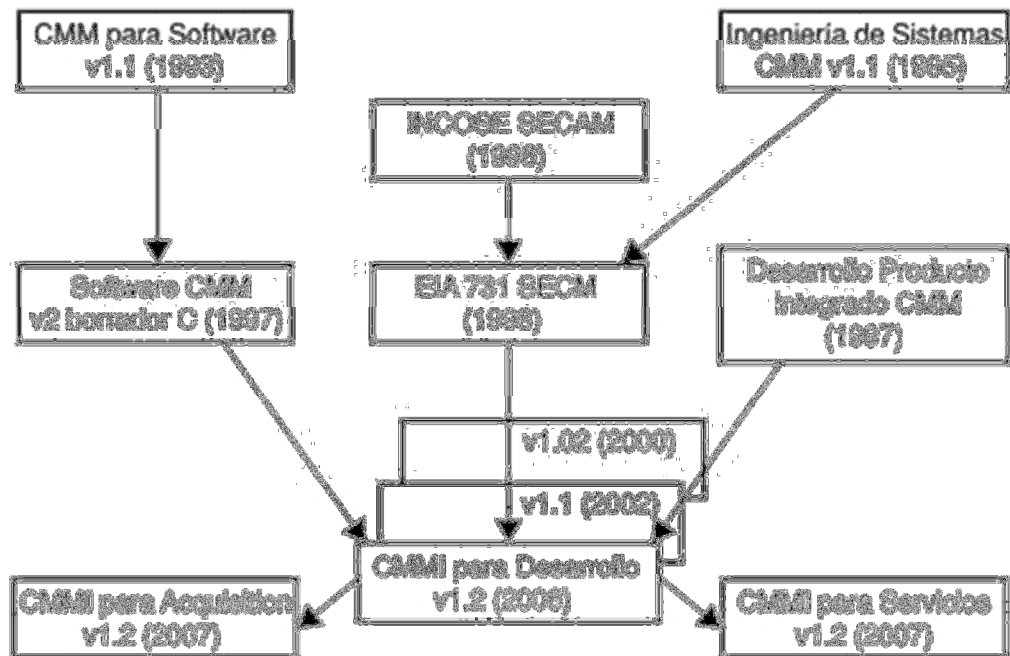 CMM para Software
v1.1 (1993)
Ingeniería de Sistemas
CMM v1.1 (1995)
INCOSE SECAM
(1996)
Software CMM
v2 borrador C (1997)
EIA 731 SECM
(1998)
Desarrollo Producto
Integrado CMM
(1997)
v1.02 (2000)
v1.1 (2002)
CMMI para Desarrollo
v1.2 (2006)
CMMI para Acquisition
v1.2 (2007)
CMMI para Servicios
v1.2 (2007)